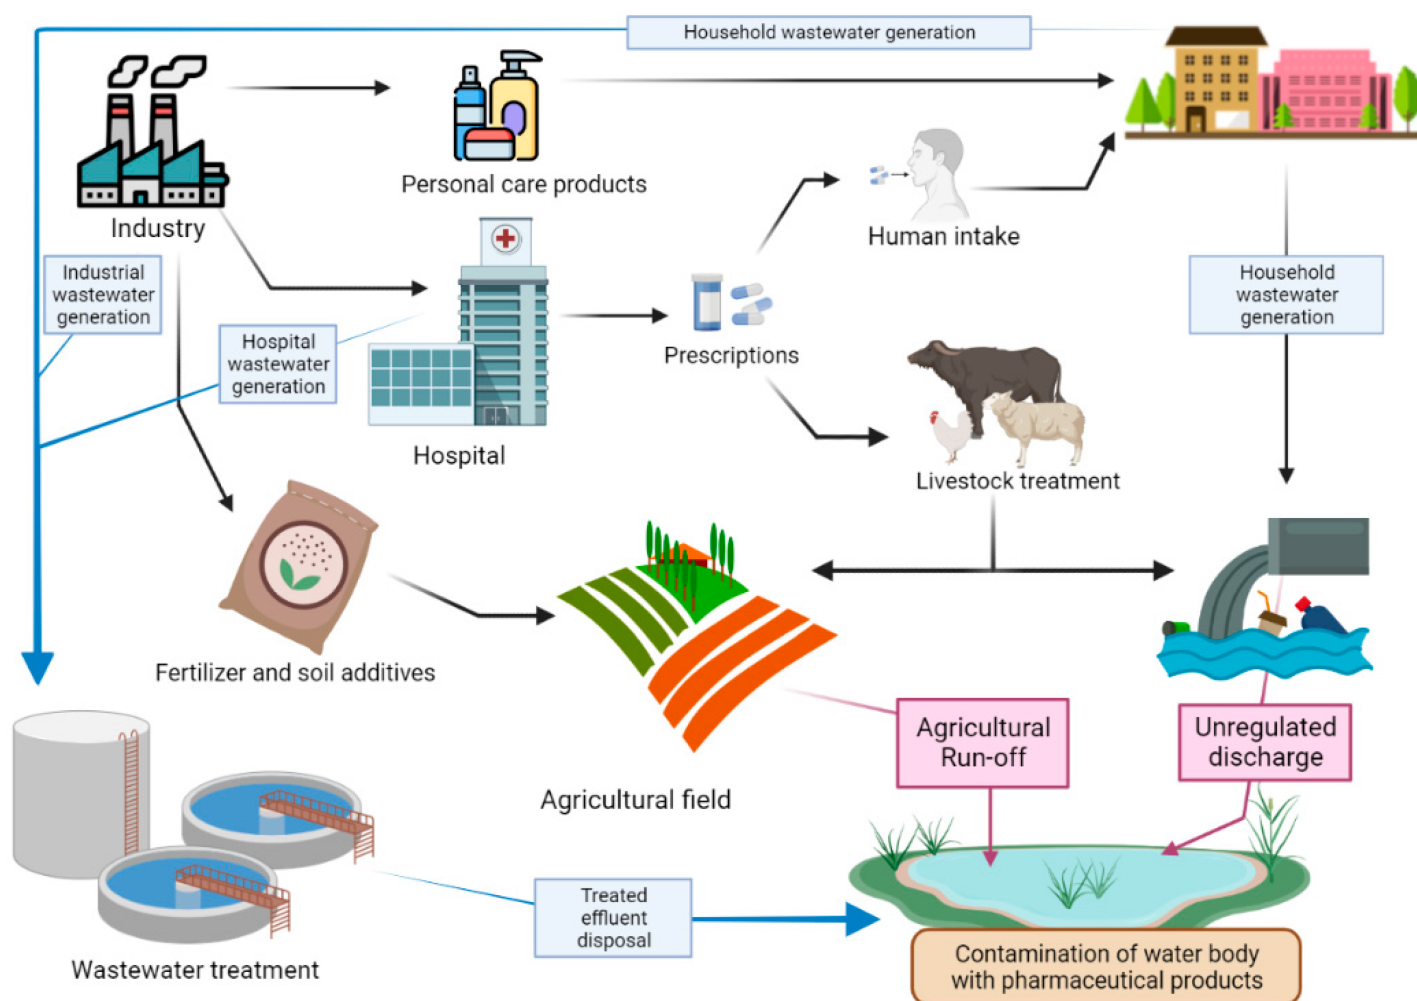 Household wastewater generation
Personal care products
Industry
Human intake
Industrial
wastewater
generation
Household
wastewater
generation
Hospital
wastewater
generation
Prescriptions
Hospital
Livestock treatment
Fertilizer and soil additives
Agricultural
Run-off
Unregulated
discharge
Agricultural field
Treated
effluent
disposal
Wastewater treatment
Contamination of water body
with pharmaceutical products